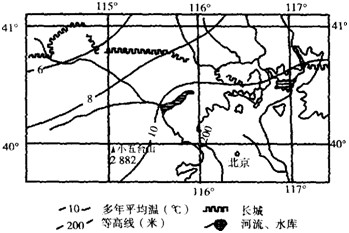 115° 116° 117°
41° 41°
6
8
10
200
小五台山
2 882
北京
40° 40°
116° 117°
—10— 多年平均温（℃） 长城
—200— 等高线（米） 河流、水库